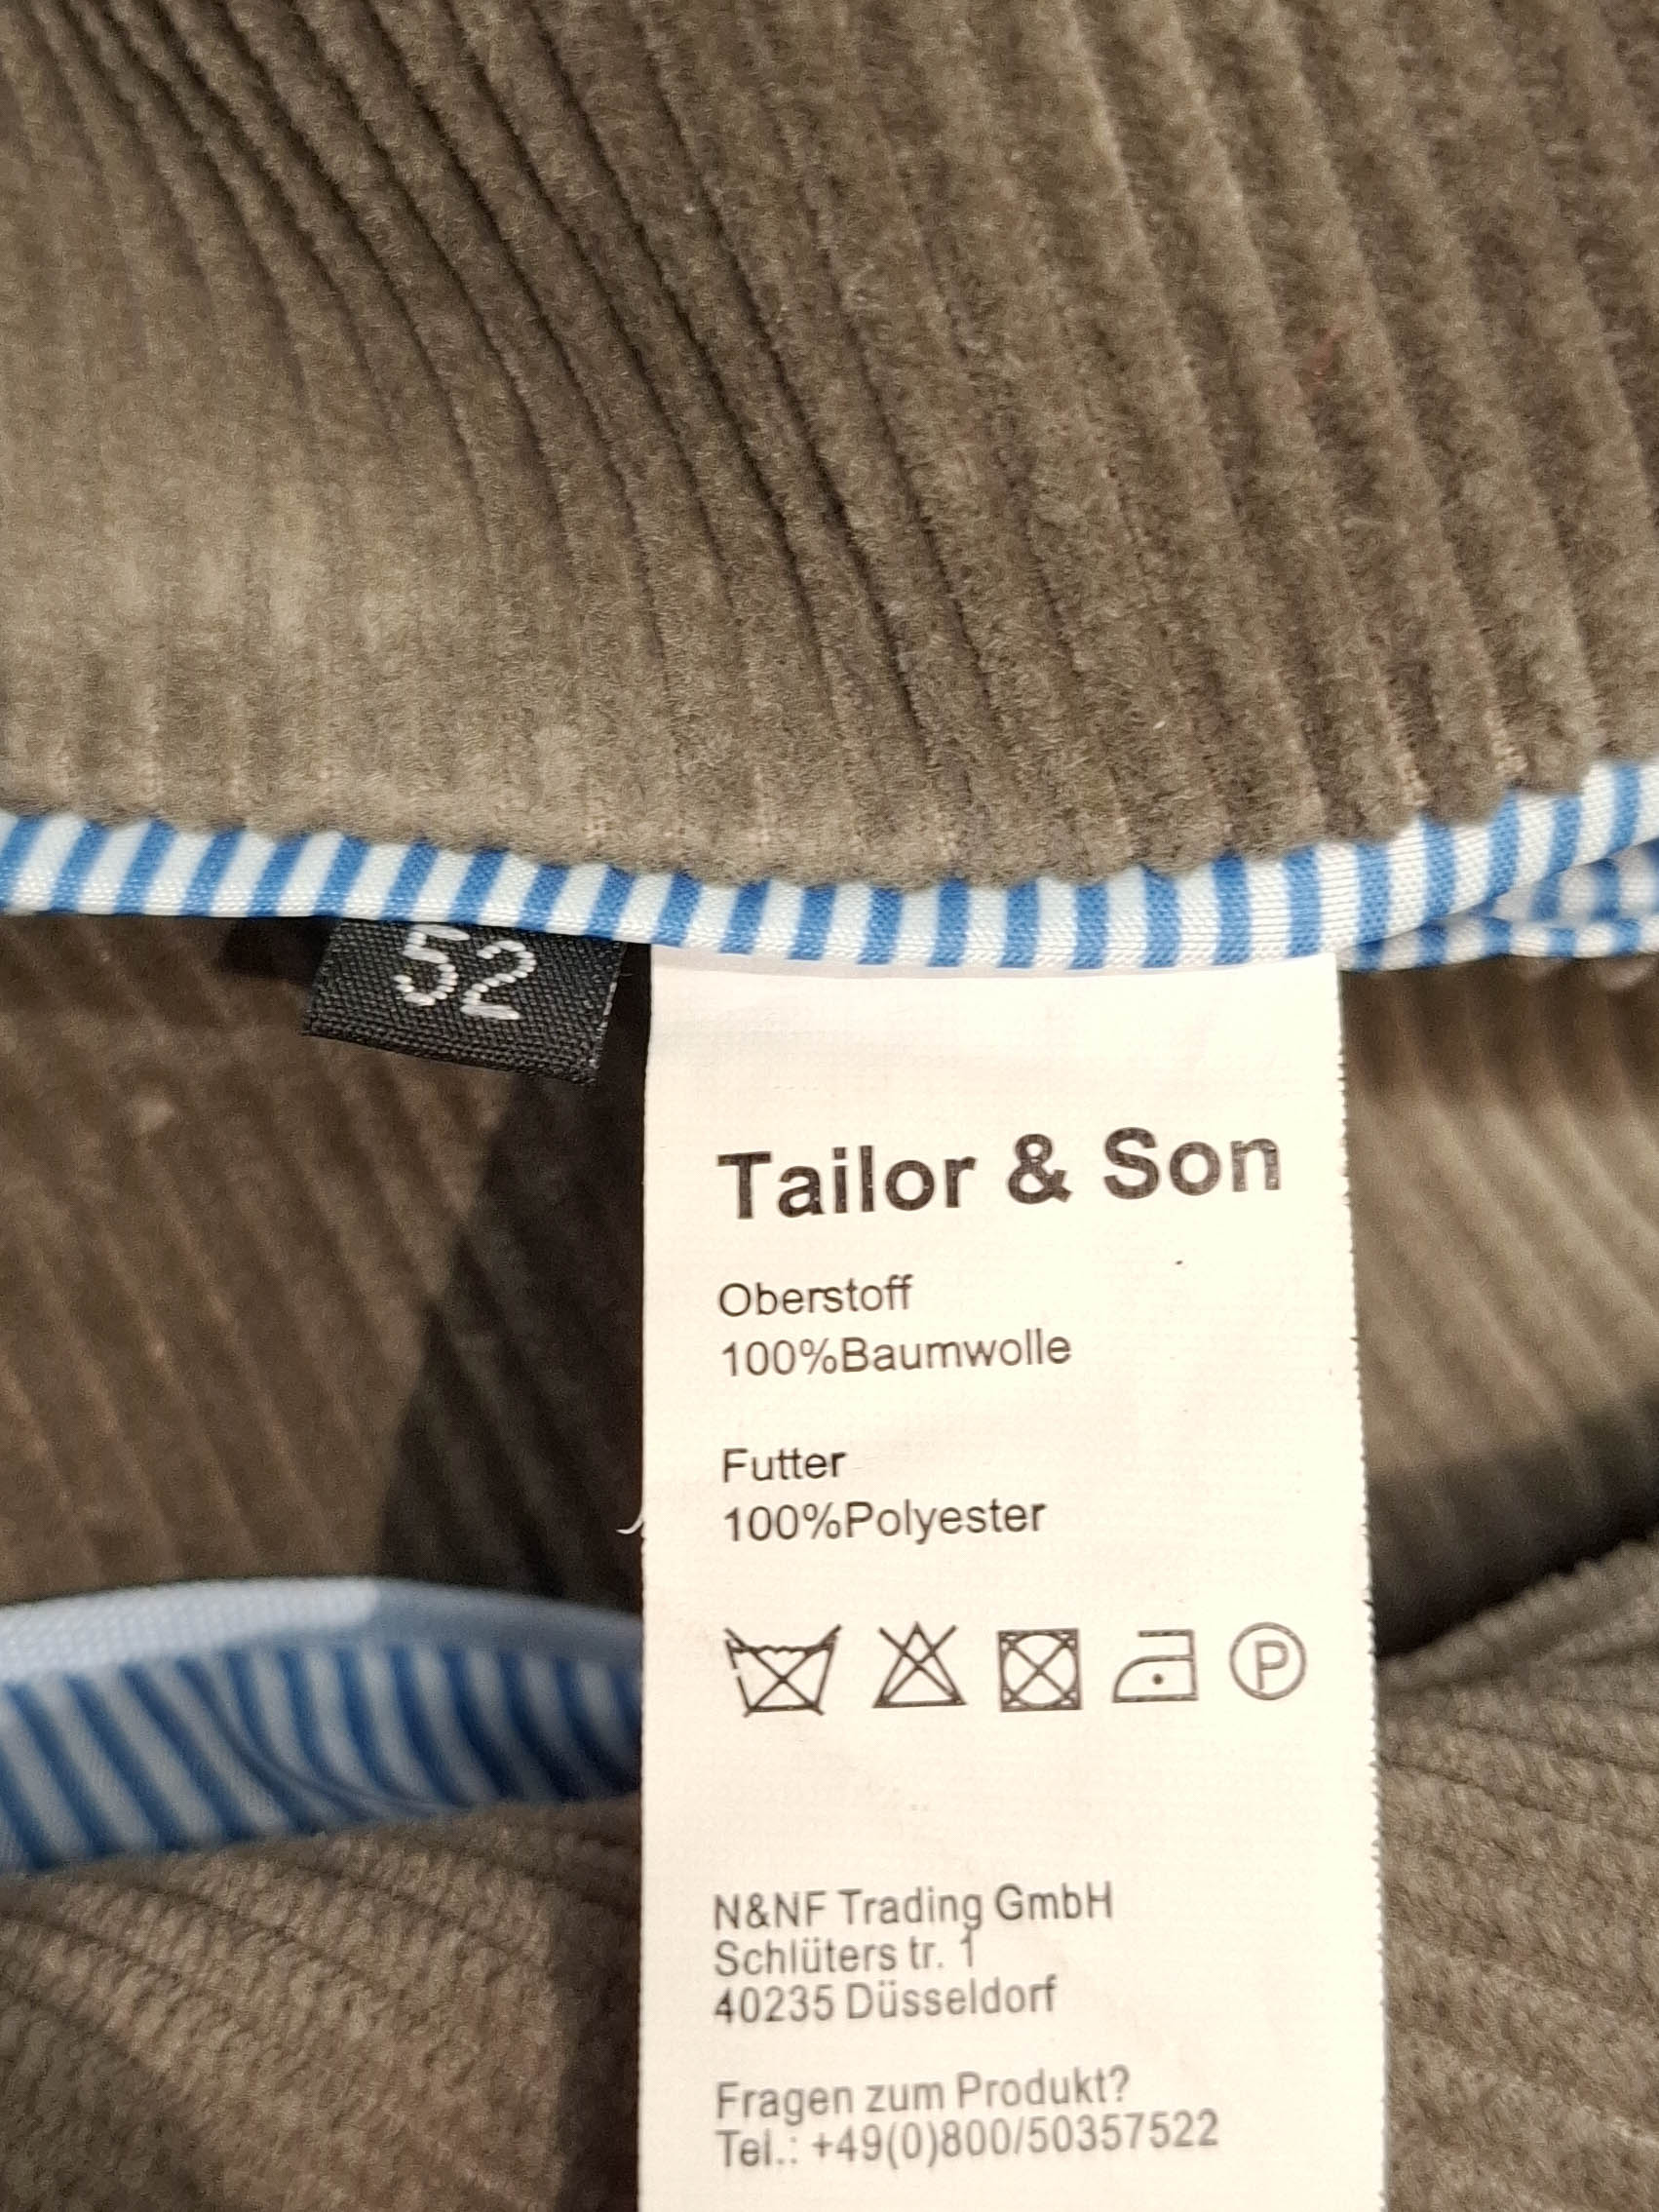 52
Tailor & Son
Oberstoff
100%Baumwolle
Futter
100%Polyester
P
N&NF Trading GmbH
Schlüters tr. 1
40235 Düsseldorf
Fragen zum Produkt?
Tel.: +49(0)800/50357522